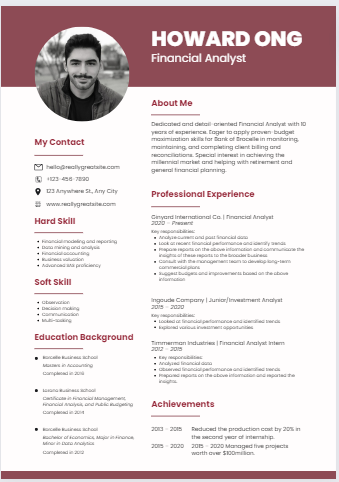 HOWARD ONG
Financial Analyst
My Contact
hello@reallygreatsite.com
+123-456-7890
123 Anywhere St., Any City
www.reallygreatsite.com
Hard Skill
Financial modeling and reporting
Data mining and analysis
Financial accounting
Business valuation
Advanced SAI proficiency
Soft Skill
Observation
Decision making
Communication
Multi-tasking
Education Background
Borcelle Business School
Masters in Accounting
Completed in 2015
Larana Business School
Certificate in Financial Management,
Financial Analysis, and Public Budgeting
Completed in 2014
Borcelle Business School
Bachelor of Economics, Major in Finance,
Minor in Data Analytics
Completed in 2012
About Me
Dedicated and detail-oriented Financial Analyst with 10
years of experience. Eager to apply proven budget
maximization skills for Bank of Brocelle in monitoring,
maintaining, and completing client billing and
reconciliations. Special interest in achieving the
millennial market and helping with retirement and
general financial planning.
Professional Experience
Ginyard International Co. | Financial Analyst
2020 - Present
Key responsibilities:
Analyze current and past financial data
Look at recent financial performance and identify trends
Prepare reports on the above information and communicate the
insights of these reports to the broader business
Consult with the management team to develop long-term
commercial plans
Suggest budgets and improvements based on the above
information
Ingoude Company | Junior/Investment Analyst
2015 - 2020
Key responsibilities:
Looked at financial performance and identified trends
Explored various investment opportunities
Timmerman Industries | Financial Analyst Intern
2012 - 2015
Key responsibilities:
Analyzed financial data
Observed financial performance and identified trends
Prepared reports on the above information and reported the
insights.
Achievements
2003 - 2015 Reduced the production cost by 20% in
the second year of internship.
2015 - 2020 2015 - 2020 Managed five projects
worth over $100million.